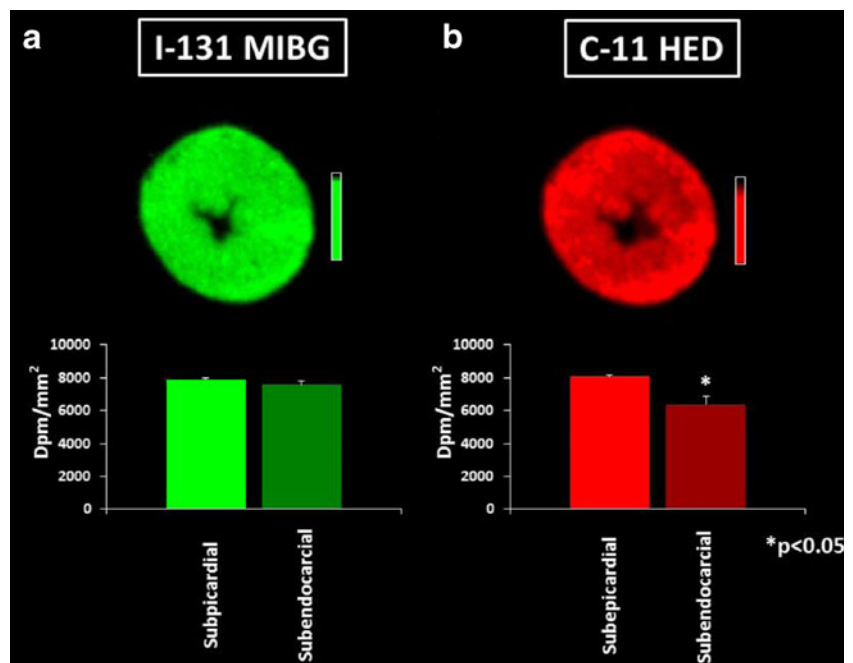 a
I-131 MIBG
b
C-11 HED
Dpm/mm²
10000
8000
6000
4000
2000
0
Subpicardial
Subendocarcial
Dpm/mm²
10000
8000
6000
4000
2000
0
*
Subepicardial
Subendocarcial
*p<0.05